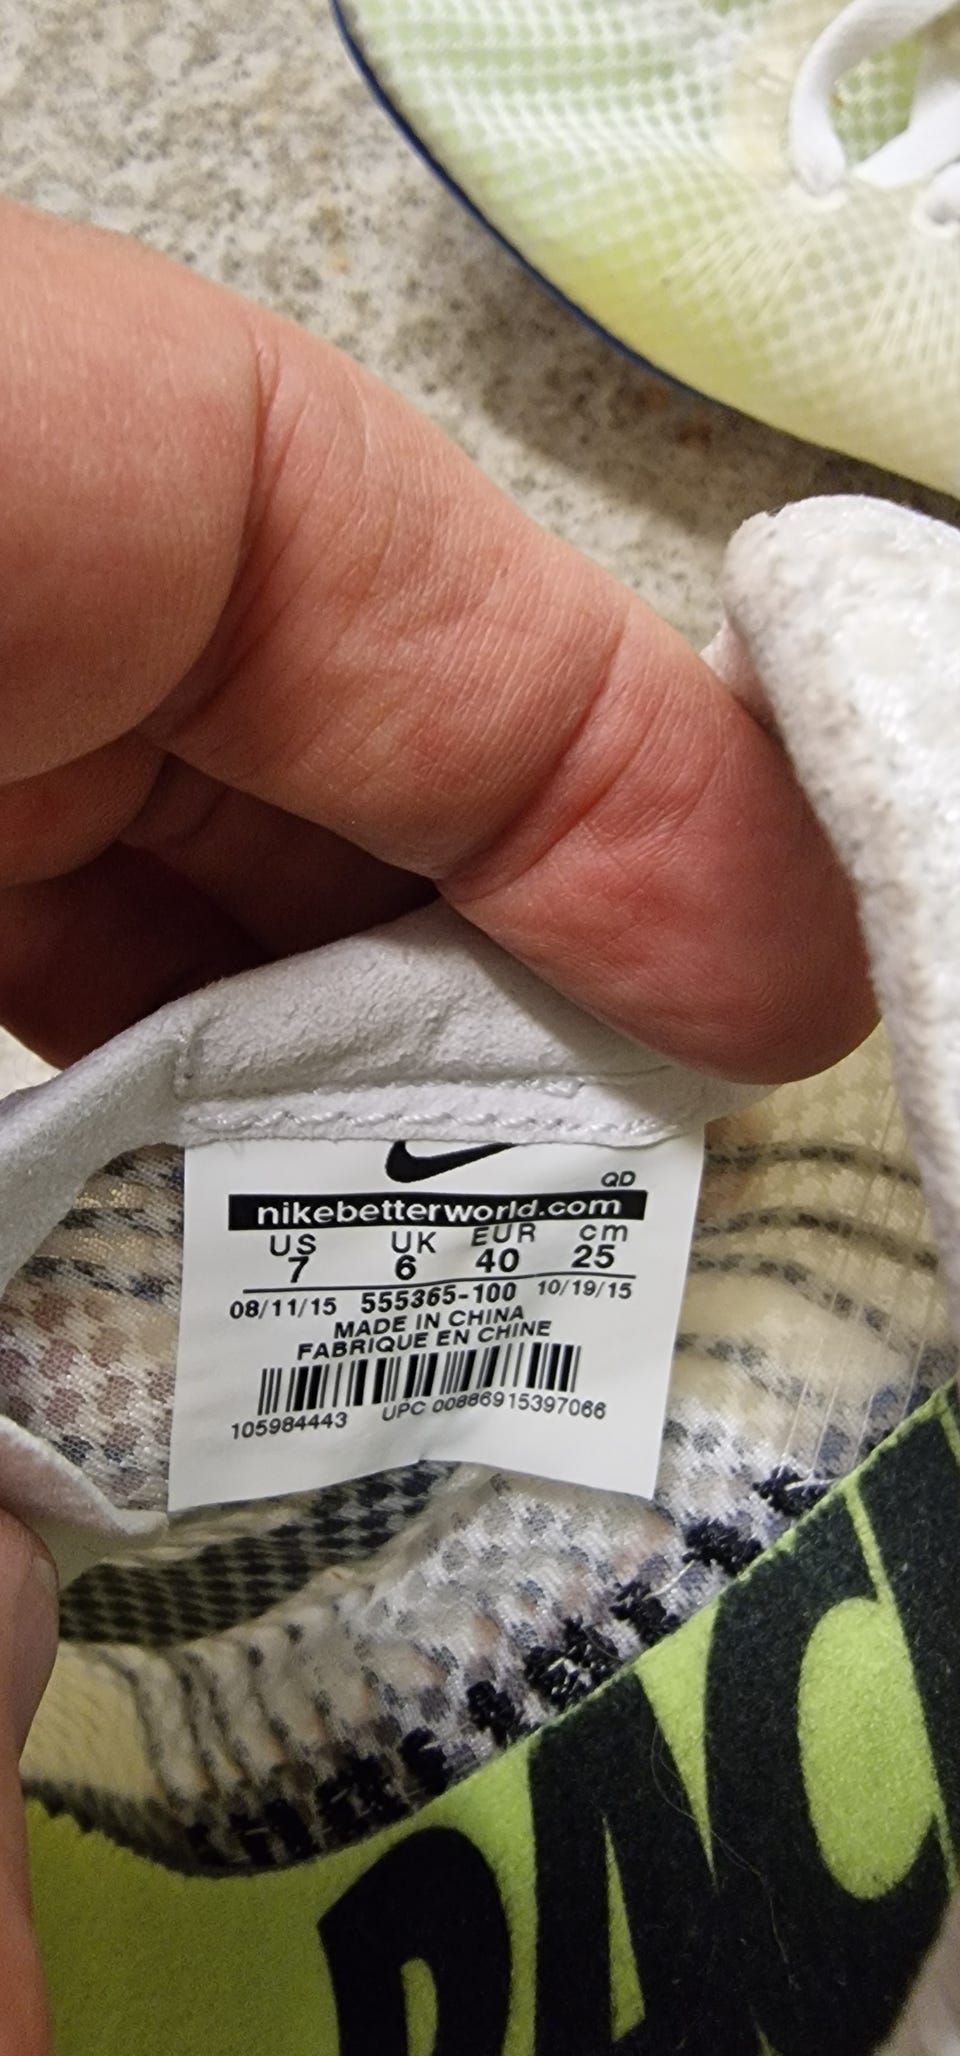 QD
nikebetterworld.com
US UK EUR cm
7 6 40 25
08/11/15 555365-100 10/19/15
MADE IN CHINA
FABRIQUE EN CHINE
105984443 UPC 00886915397066